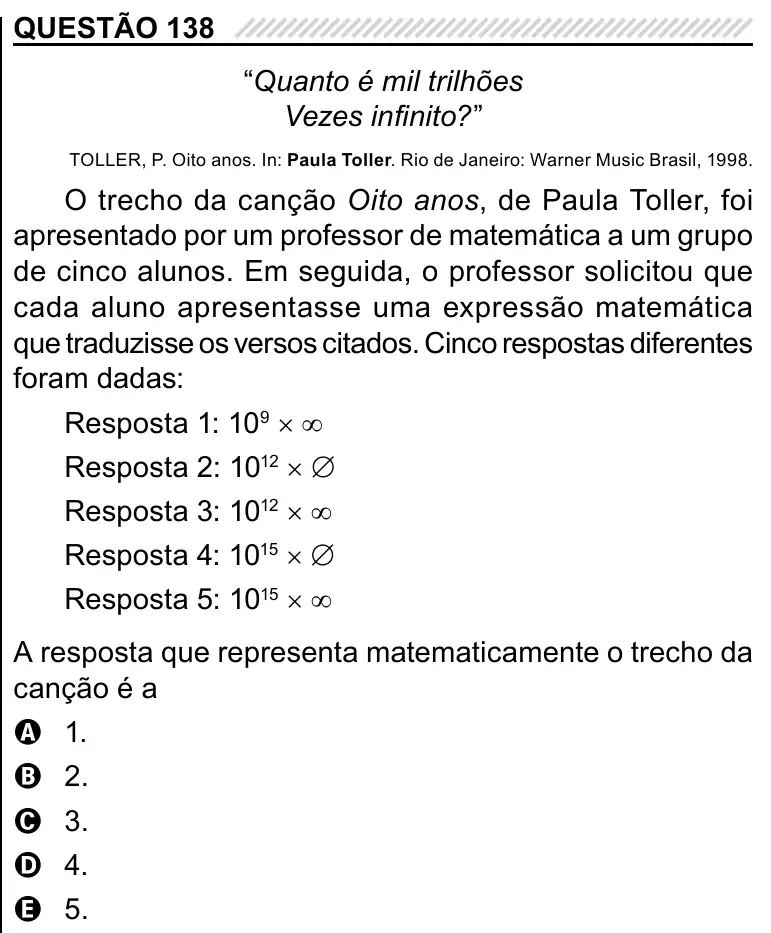 QUESTÃO 138
“Quanto é mil trilhões
Vezes infinito?”
TOLLER, P. Oito anos. In: Paula Toller. Rio de Janeiro: Warner Music Brasil, 1998.
O trecho da canção Oito anos, de Paula Toller, foi
apresentado por um professor de matemática a um grupo
de cinco alunos. Em seguida, o professor solicitou que
cada aluno apresentasse uma expressão matemática
que traduzisse os versos citados. Cinco respostas diferentes
foram dadas:
Resposta 1: 10⁹ × ∞
Resposta 2: 10¹² × ∅
Resposta 3: 10¹² × ∞
Resposta 4: 10¹⁵ × ∅
Resposta 5: 10¹⁵ × ∞
A resposta que representa matematicamente o trecho da
canção é a
A 1.
B 2.
C 3.
D 4.
E 5.